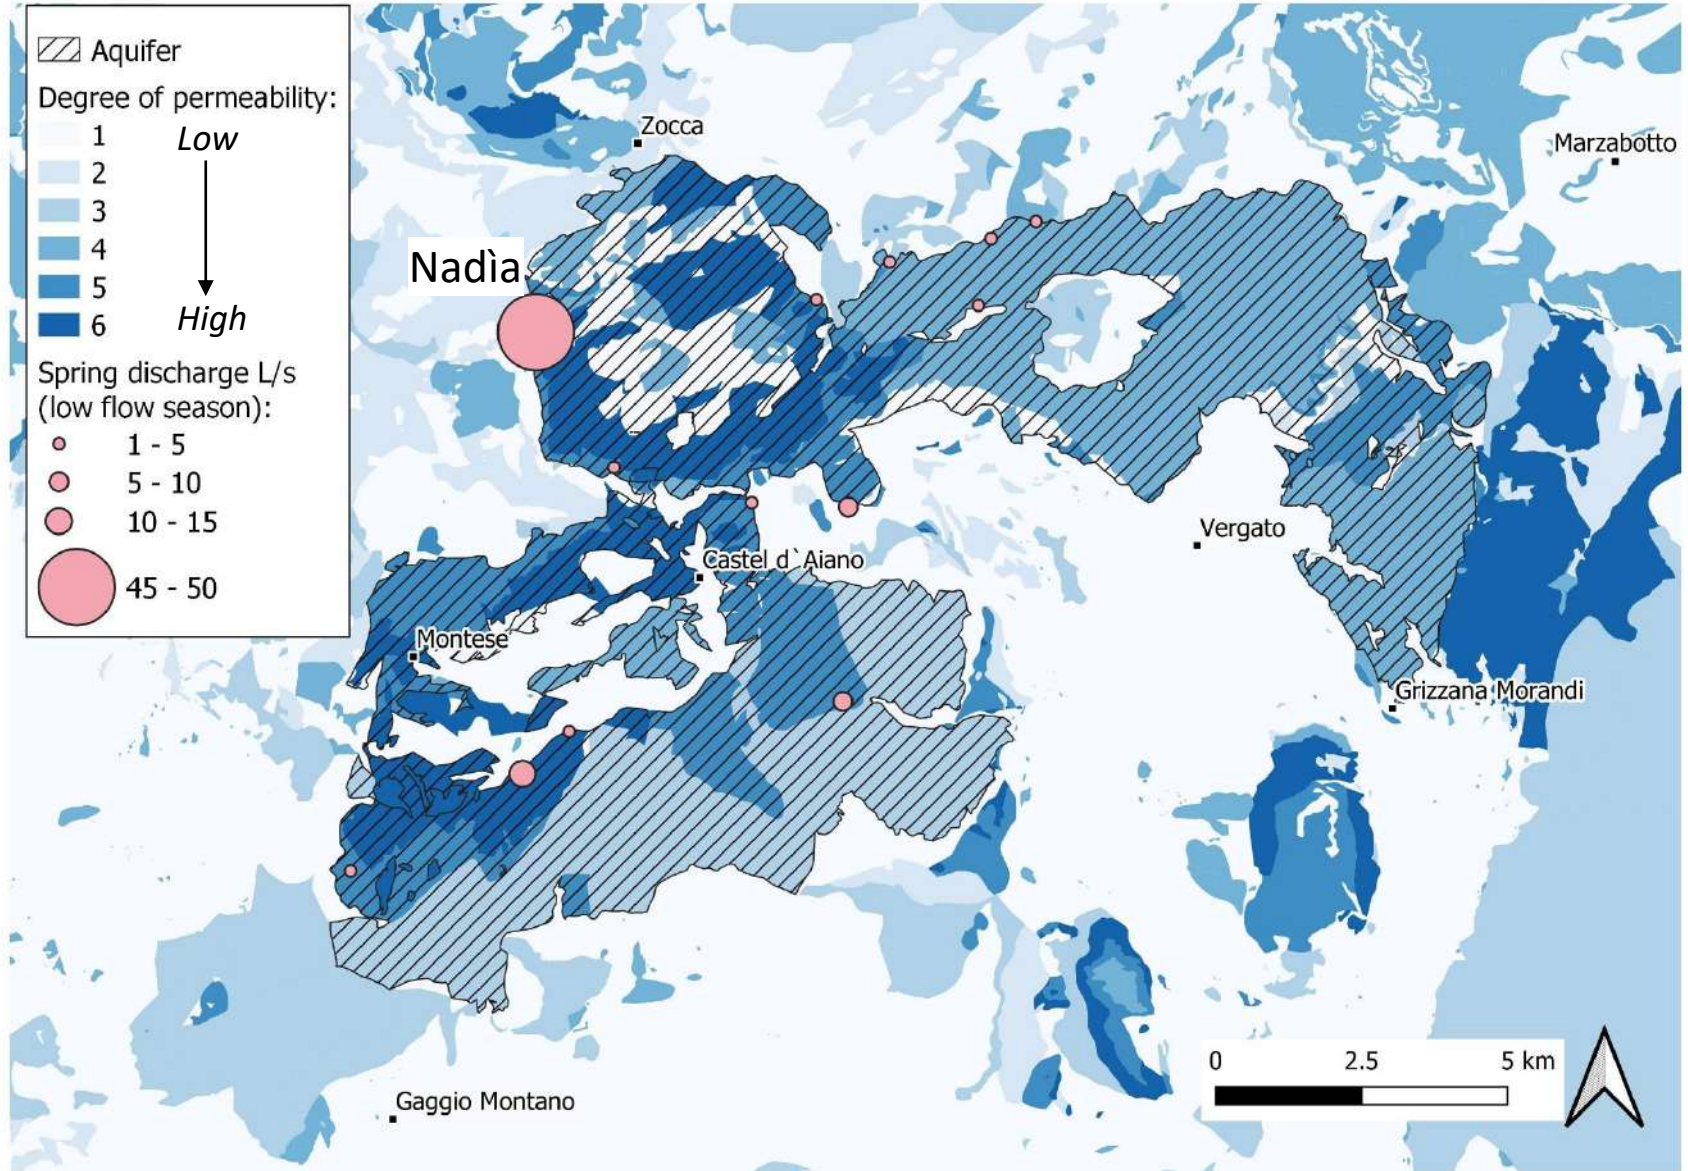 Aquifer
Degree of permeability:
1
Low
2
3
4
5
High
6
Spring discharge L/s
(low flow season):
1 - 5
5 - 10
10 - 15
45 - 50
Zocca
Marzabotto
Nadìa
Vergato
Castel d`Aiano
Montese
Grizzana Morandi
Gaggio Montano
0 2.5 5 km